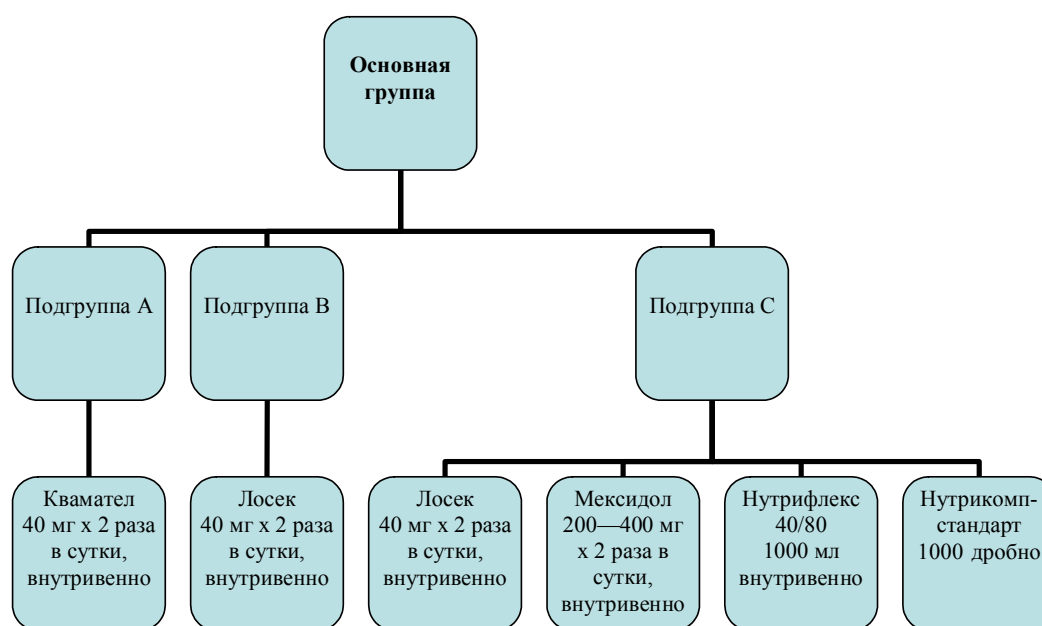 Основная
группа
Подгруппа А
Подгруппа В
Подгруппа С
Квамател
40 мг х 2 раза
в сутки,
внутривенно
Лосек
40 мг х 2 раза
в сутки,
внутривенно
Лосек
40 мг х 2 раза
в сутки,
внутривенно
Мексидол
200—400 мг
х 2 раза в
сутки,
внутривенно
Нутрифлекс
40/80
1000 мл
внутривенно
Нутрикомп-
стандарт
1000 дробно